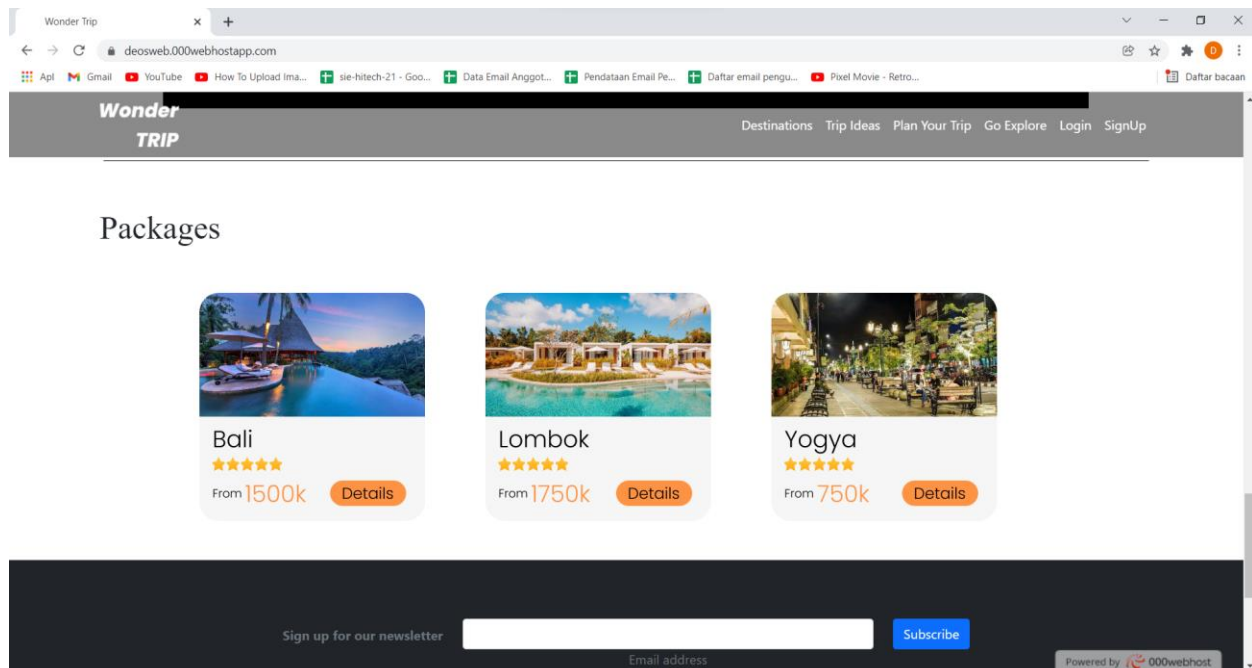 Wonder Trip
deosweb.000webhostapp.com
D
Apl Gmail YouTube How To Upload Ima... sie-hitech-21 - Goo... Data Email Anggot... Pendataan Email Pe... Daftar email pengu... Pixel Movie - Retro... Daftar bacaan
Wonder
TRIP
Destinations Trip Ideas Plan Your Trip Go Explore Login SignUp
Packages
Bali
From 1500k Details
Lombok
From 1750k Details
Yogya
From 750k Details
Sign up for our newsletter Subscribe
Email address
Powered by 000webhost